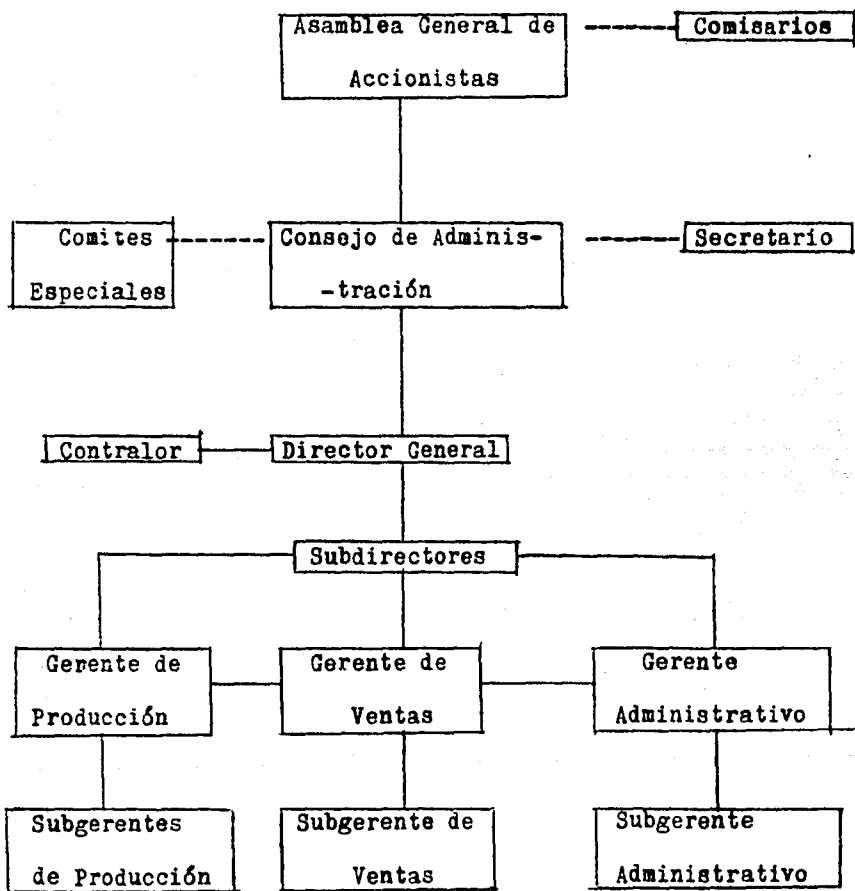 Asamblea General de
Accionistas
Comisarios
Comites
Especiales
Consejo de Adminis-
-tración
Secretario
Contralor
Director General
Subdirectores
Gerente de
Producción
Gerente de
Ventas
Gerente
Administrativo
Subgerentes
de Producción
Subgerente de
Ventas
Subgerente
Administrativo